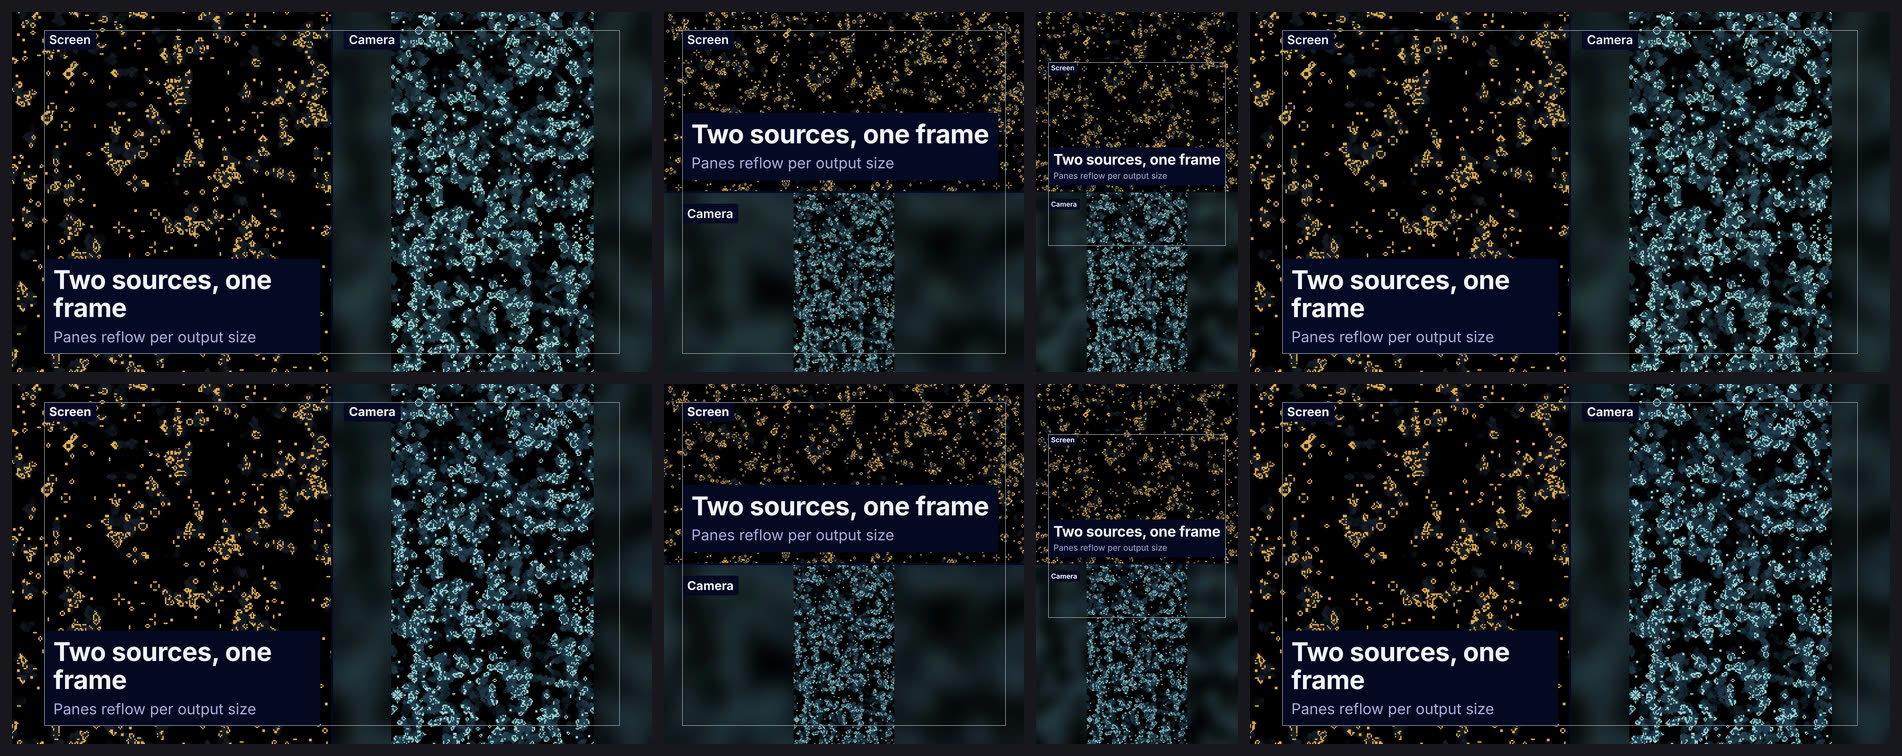 Screen
Camera
Two sources, one
frame
Panes reflow per output size
Screen
Two sources, one frame
Panes reflow per output size
Camera
Screen
Two sources, one frame
Panes reflow per output size
Camera
Screen
Camera
Two sources, one
frame
Panes reflow per output size
Screen
Camera
Two sources, one
frame
Panes reflow per output size
Screen
Two sources, one frame
Panes reflow per output size
Camera
Screen
Two sources, one frame
Panes reflow per output size
Camera
Screen
Camera
Two sources, one
frame
Panes reflow per output size